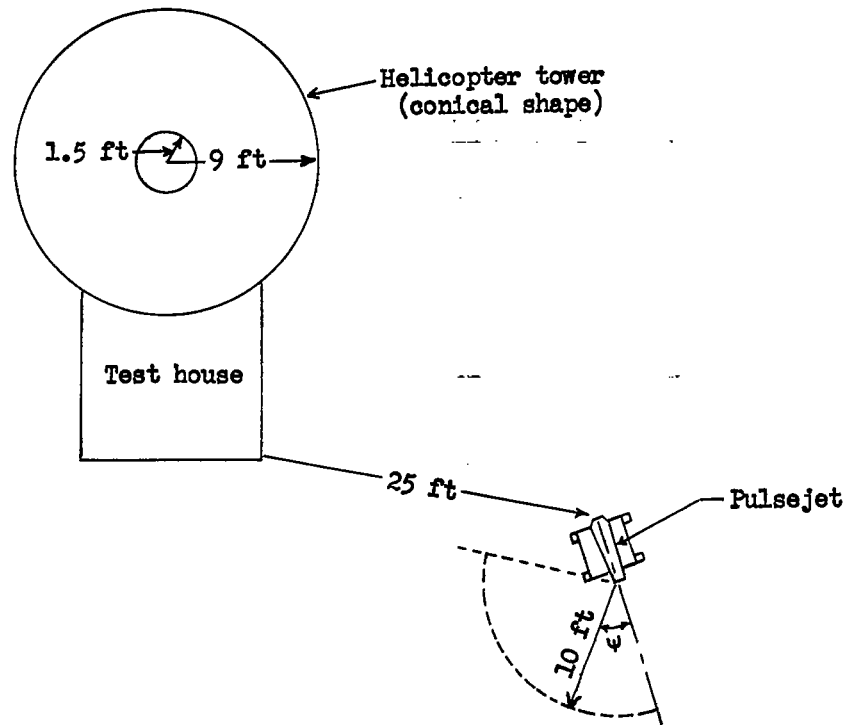 Helicopter tower
(conical shape)
1.5 ft
9 ft
Test house
25 ft
Pulsejet
10 ft
ψ